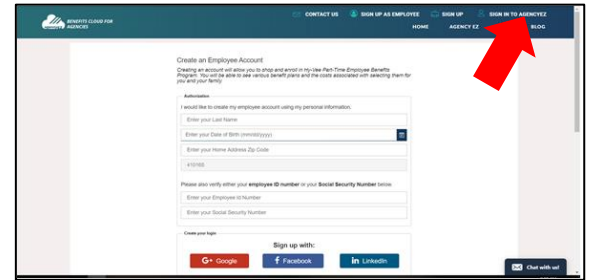 BENEFITS CLOUD FOR
AGENCIES
CONTACT US SIGN UP AS EMPLOYEE SIGN UP SIGN IN TO AGENCYEZ
HOME AGENCY EZ BLOG
Create an Employee Account
Creating an account will allow you to shop and enroll in Hy-Vee-Part-Time Employee Benefits
Program. You will be able to see various benefit plans and the costs associated with selecting them for
you and your family.
Authorization
I would like to create my employee account using my personal information.
Enter your Last Name
Enter your Date of Birth (mm/dd/yyyy)
Enter your Home Address Zip Code
Please also verify either your employee ID number or your Social Security Number below.
Enter your Employee Id Number
Enter your Social Security Number
Create your login
Sign up with:
G+ Google f Facebook in LinkedIn
Chat with us!